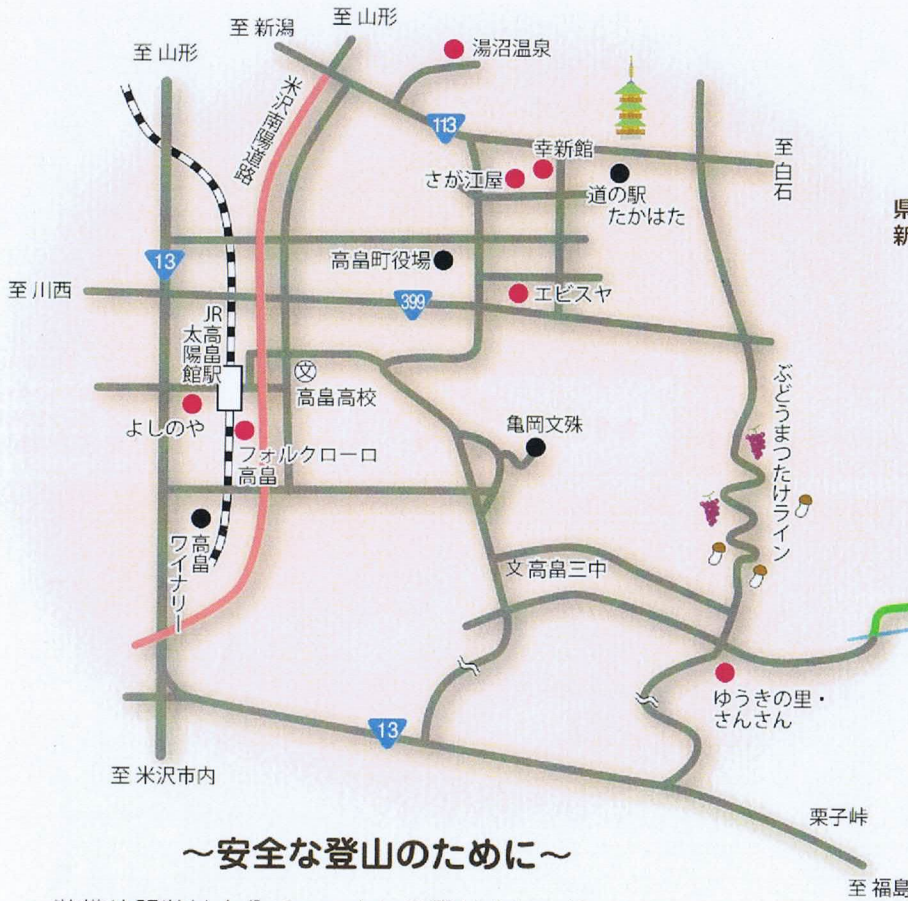 至 山形
至 新潟
至 山形
湯沼温泉
米沢南陽道路
113
幸新館
さが江屋
道の駅
たかはた
至 白石
県
新
13
高畠町役場
至 川西
399
エビスヤ
JR
高畠駅
太陽館
文
高畠高校
よしのや
フォルクローロ
高畠
亀岡文殊
ぶどうまつたけライン
高畠
ワイナリー
文 高畠三中
ゆうきの里・
さんさん
13
至 米沢市内
栗子峠
～安全な登山のために～
至 福島